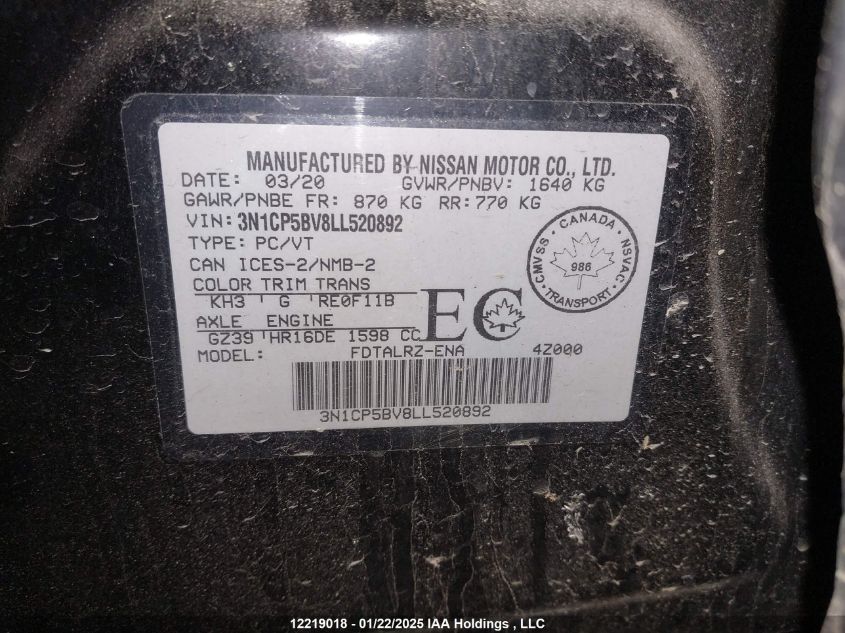 MANUFACTURED BY NISSAN MOTOR CO., LTD.
DATE: 03/20 GVWR/PNBV: 1640 KG
GAWR/PNBE FR: 870 KG RR: 770 KG
VIN: 3N1CP5BV8LL520892
TYPE: PC/VT
CAN ICES-2/NMB-2
COLOR TRIM TRANS
KH3 ' G 'RE0F11B
AXLE ENGINE
GZ39 'HR16DE 1598 CC
EC
MODEL: FDTALRZ-ENA 4Z000
3N1CP5BV8LL520892
CMVSS · CANADA · NSVAC · TRANSPORT ·
986
12219018 - 01/22/2025 IAA Holdings, LLC